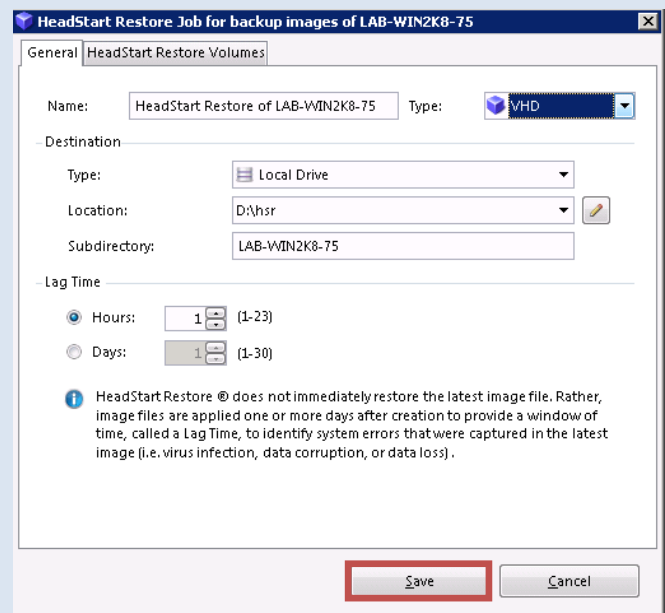 HeadStart Restore Job for backup images of LAB-WIN2K8-75
General HeadStart Restore Volumes
Name: HeadStart Restore of LAB-WIN2K8-75 Type: VHD
Destination
Type: Local Drive
Location: D:\hsr
Subdirectory: LAB-WIN2K8-75
Lag Time
Hours: 1 (1-23)
Days: 1 (1-30)
HeadStart Restore ® does not immediately restore the latest image file. Rather,
image files are applied one or more days after creation to provide a window of
time, called a Lag Time, to identify system errors that were captured in the latest
image (i.e. virus infection, data corruption, or data loss) .
Save Cancel